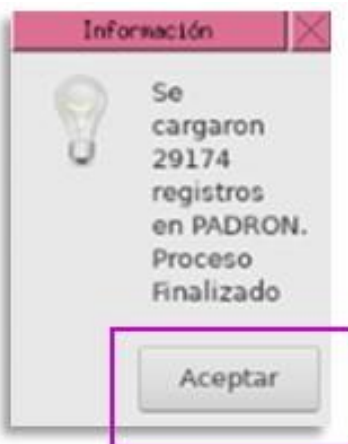 Información
Se
cargaron
29174
registros
en PADRON.
Proceso
Finalizado
Aceptar